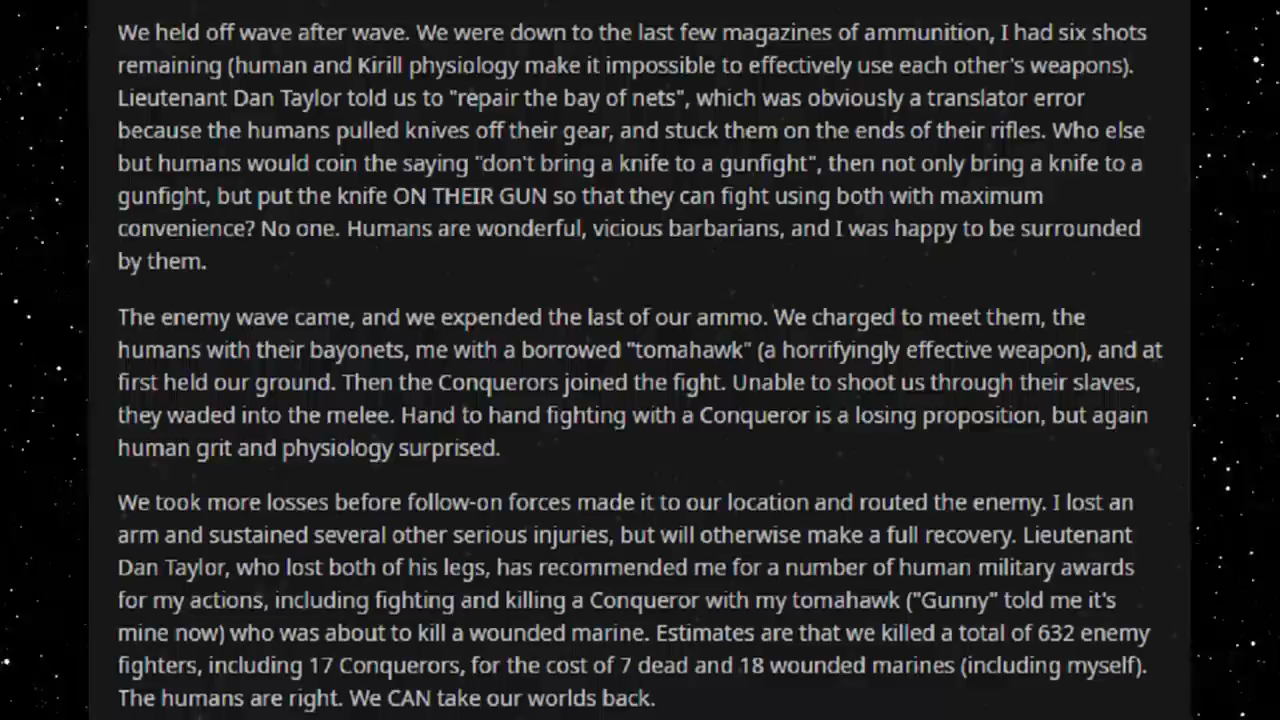 We held off wave after wave. We were down to the last few magazines of ammunition, I had six shots
remaining (human and Kirill physiology make it impossible to effectively use each other's weapons).
Lieutenant Dan Taylor told us to "repair the bay of nets", which was obviously a translator error
because the humans pulled knives off their gear, and stuck them on the ends of their rifles. Who else
but humans would coin the saying "don't bring a knife to a gunfight", then not only bring a knife to a
gunfight, but put the knife ON THEIR GUN so that they can fight using both with maximum
convenience? No one. Humans are wonderful, vicious barbarians, and I was happy to be surrounded
by them.
The enemy wave came, and we expended the last of our ammo. We charged to meet them, the
humans with their bayonets, me with a borrowed "tomahawk" (a horrifyingly effective weapon), and at
first held our ground. Then the Conquerors joined the fight. Unable to shoot us through their slaves,
they waded into the melee. Hand to hand fighting with a Conqueror is a losing proposition, but again
human grit and physiology surprised.
We took more losses before follow-on forces made it to our location and routed the enemy. I lost an
arm and sustained several other serious injuries, but will otherwise make a full recovery. Lieutenant
Dan Taylor, who lost both of his legs, has recommended me for a number of human military awards
for my actions, including fighting and killing a Conqueror with my tomahawk ("Gunny" told me it's
mine now) who was about to kill a wounded marine. Estimates are that we killed a total of 632 enemy
fighters, including 17 Conquerors, for the cost of 7 dead and 18 wounded marines (including myself).
The humans are right. We CAN take our worlds back.